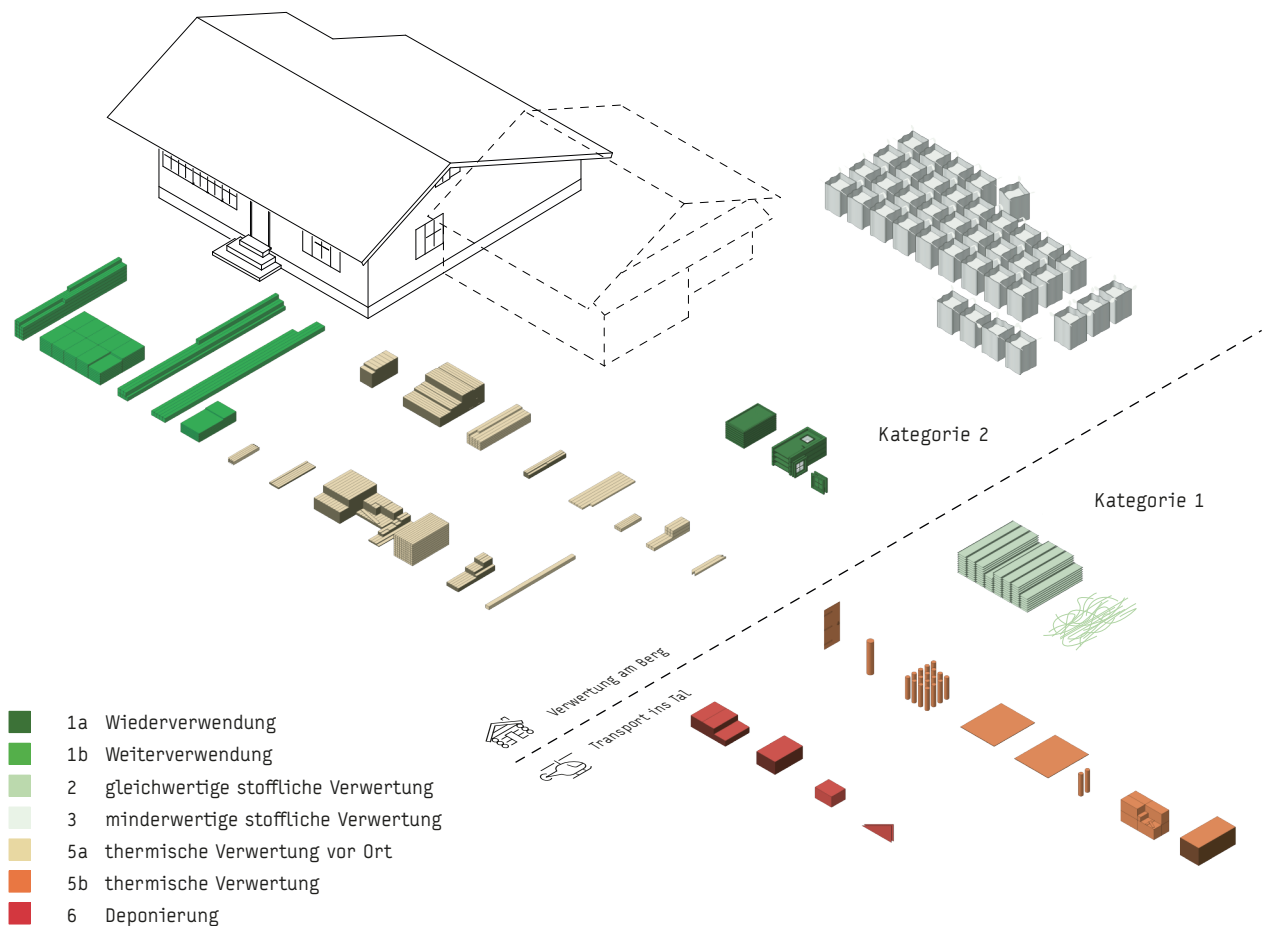 Kategorie 2
Kategorie 1
Verwertung am Berg
Transport ins Tal
1a Wiederverwendung
1b Weiterverwendung
2 gleichwertige stoffliche Verwertung
3 minderwertige stoffliche Verwertung
5a thermische Verwertung vor Ort
5b thermische Verwertung
6 Deponierung